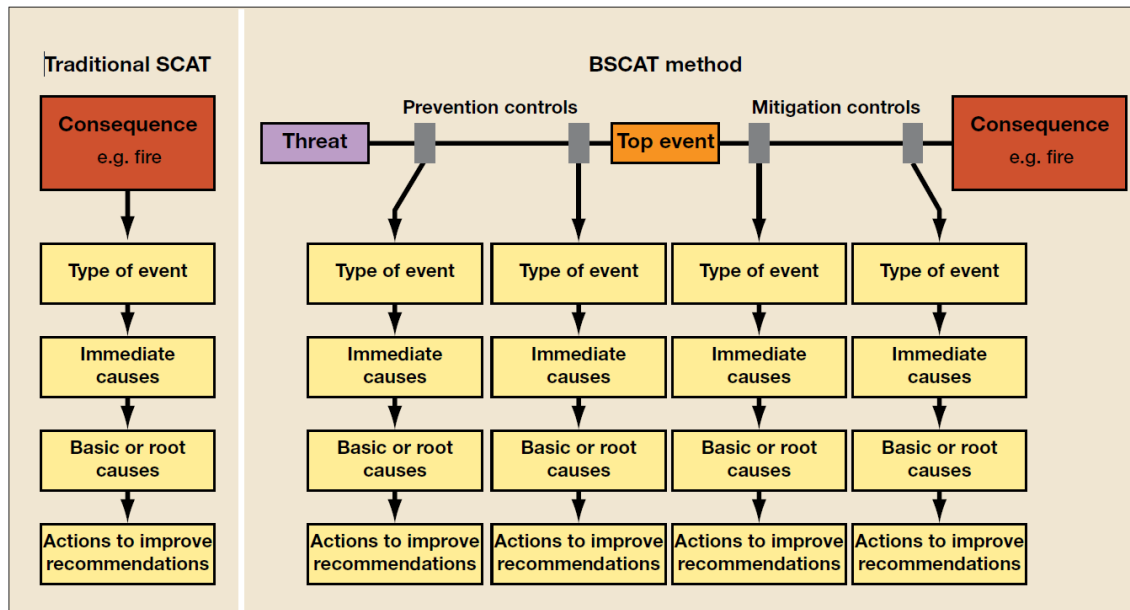 Traditional SCAT
Consequence
e.g. fire
Type of event
Immediate
causes
Basic or root
causes
Actions to improve
recommendations
BSCAT method
Prevention controls
Mitigation controls
Threat
Top event
Consequence
e.g. fire
Type of event
Immediate
causes
Basic or root
causes
Actions to improve
recommendations
Type of event
Immediate
causes
Basic or root
causes
Actions to improve
recommendations
Type of event
Immediate
causes
Basic or root
causes
Actions to improve
recommendations
Type of event
Immediate
causes
Basic or root
causes
Actions to improve
recommendations